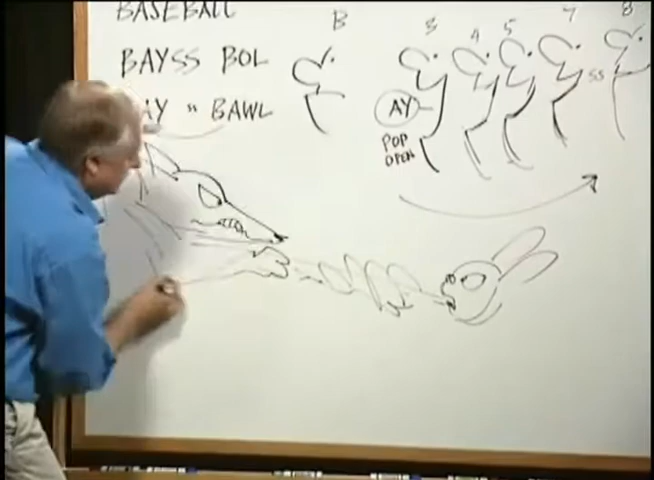 BASEBALL
B
3 4 5 7 8
BAYSS BOL
SS
AY " BAWL
AY
POP
OPEN